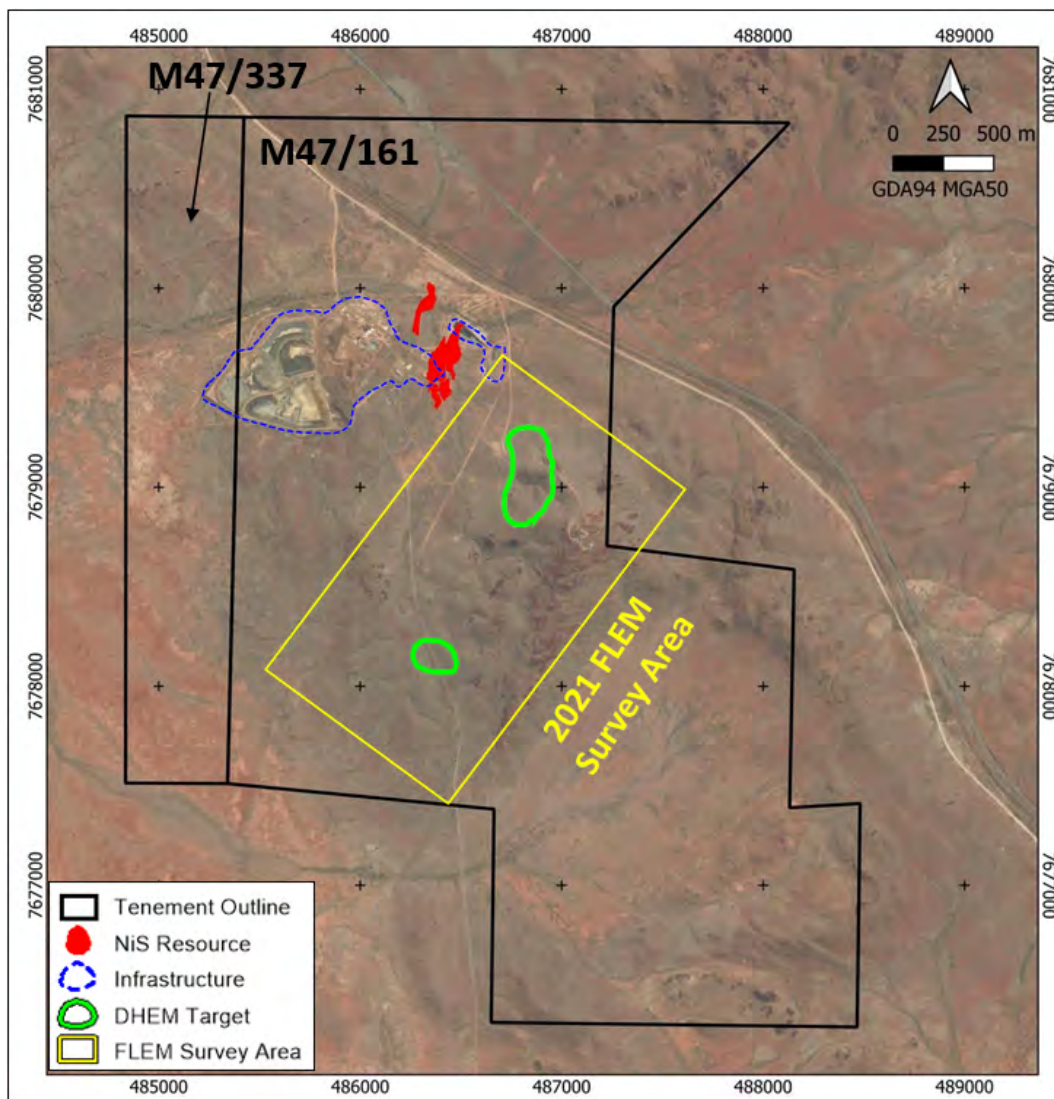 485000 486000 487000 488000 489000
7681000 7681000
M47/337
M47/161
0 250 500 m
GDA94 MGA50
7680000 7680000
7679000 7679000
2021 FLEM
Survey Area
7678000 7678000
7677000 7677000
Tenement Outline
NiS Resource
Infrastructure
DHEM Target
FLEM Survey Area
485000 486000 487000 488000 489000